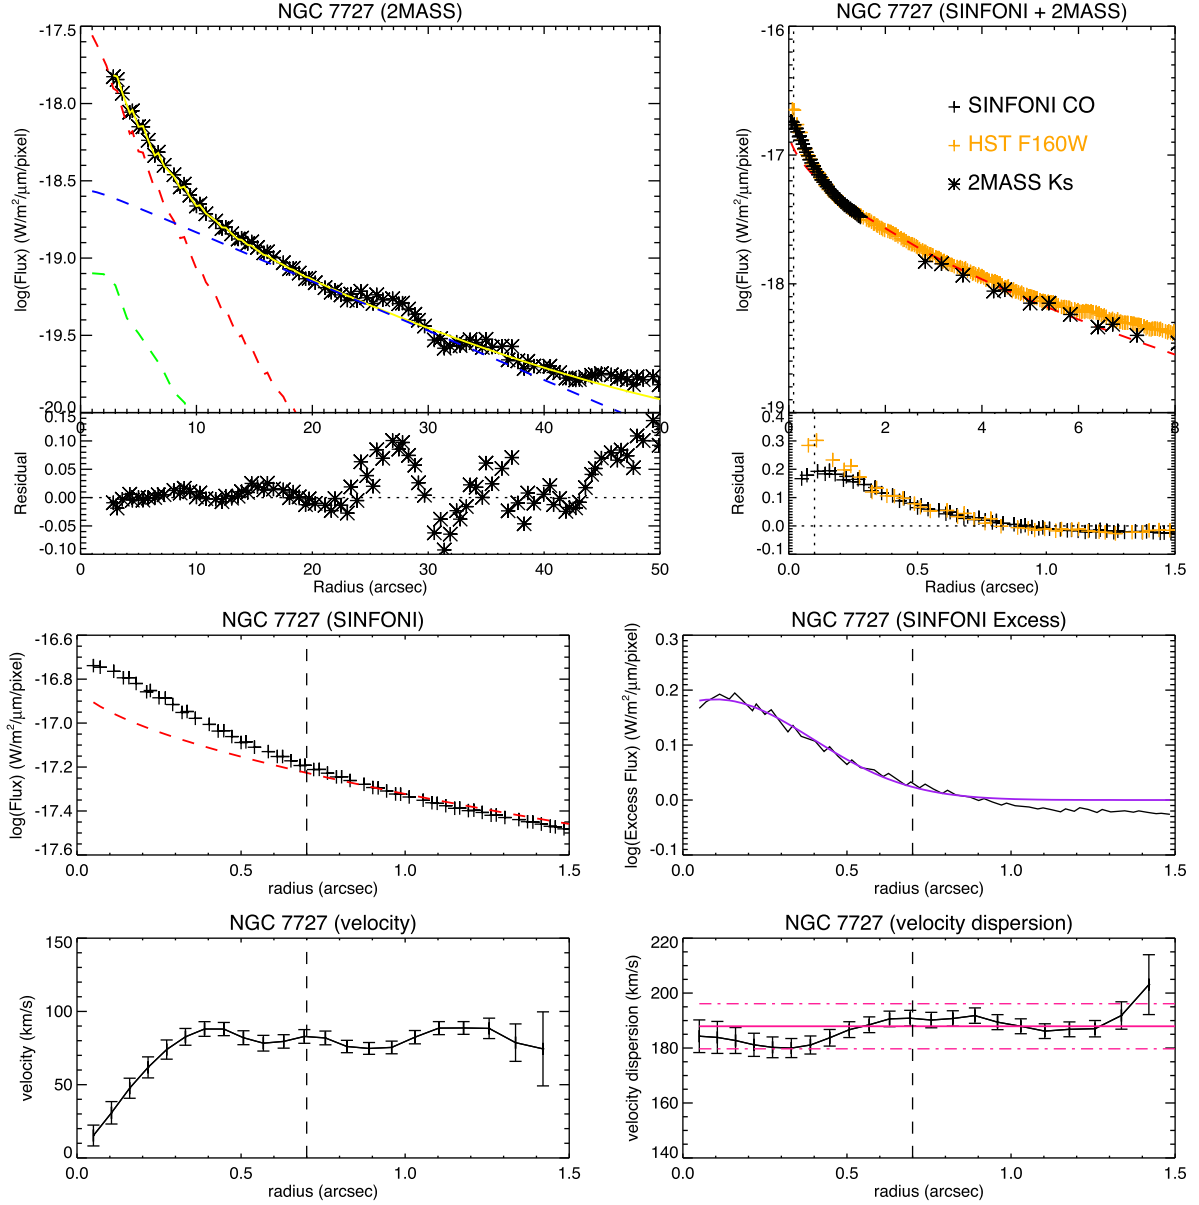 NGC 7727 (2MASS)
log(Flux) (W/m²/μm/pixel)
-17.5
-18.0
-18.5
-19.0
-19.5
-20.0
0 10 20 30 40 50
Residual
0.15
0.10
0.05
0.00
-0.05
-0.10
0 10 20 30 40 50
Radius (arcsec)
NGC 7727 (SINFONI + 2MASS)
log(Flux) (W/m²/μm/pixel)
-16
-17
-18
-19
SINFONI CO
HST F160W
2MASS Ks
0 2 4 6 8
Residual
0.4
0.3
0.2
0.1
0.0
-0.1
0.0 0.5 1.0 1.5
Radius (arcsec)
NGC 7727 (SINFONI)
log(Flux) (W/m²/μm/pixel)
-16.6
-16.8
-17.0
-17.2
-17.4
-17.6
0.0 0.5 1.0 1.5
radius (arcsec)
NGC 7727 (SINFONI Excess)
log(Excess Flux) (W/m²/μm/pixel)
0.3
0.2
0.1
0.0
-0.1
0.0 0.5 1.0 1.5
radius (arcsec)
NGC 7727 (velocity)
velocity (km/s)
150
100
50
0
0.0 0.5 1.0 1.5
radius (arcsec)
NGC 7727 (velocity dispersion)
velocity dispersion (km/s)
220
200
180
160
140
0.0 0.5 1.0 1.5
radius (arcsec)